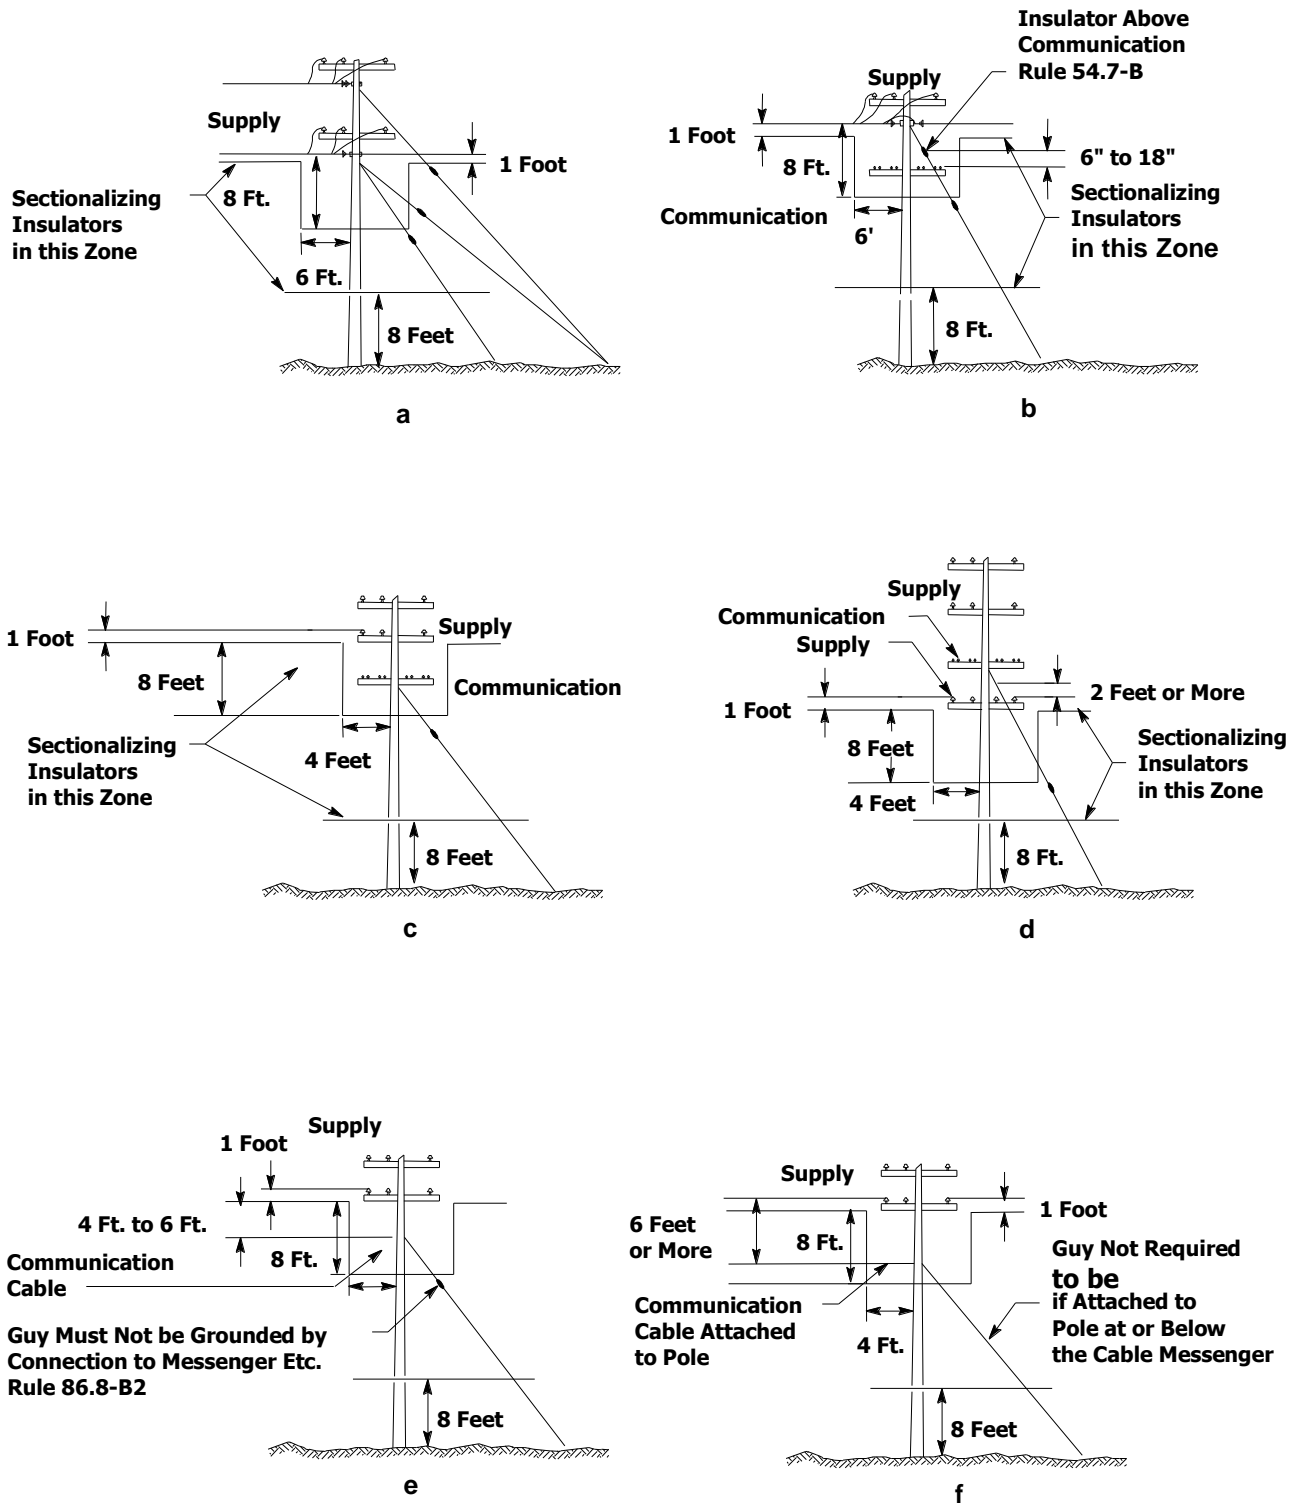 Supply
8 Ft.
1 Foot
Sectionalizing
Insulators
in this Zone
6 Ft.
8 Feet
a
Insulator Above
Communication
Rule 54.7-B
Supply
1 Foot
8 Ft.
6" to 18"
Communication
6'
Sectionalizing
Insulators
in this Zone
8 Ft.
b
1 Foot
Supply
8 Feet
Communication
Sectionalizing
Insulators
in this Zone
4 Feet
8 Feet
c
Supply
Communication
Supply
1 Foot
2 Feet or More
8 Feet
4 Feet
Sectionalizing
Insulators
in this Zone
8 Ft.
d
Supply
1 Foot
4 Ft. to 6 Ft.
8 Ft.
Communication
Cable
Guy Must Not be Grounded by
Connection to Messenger Etc.
Rule 86.8-B2
8 Feet
e
Supply
6 Feet
or More
8 Ft.
1 Foot
Communication
Cable Attached
to Pole
4 Ft.
Guy Not Required
to be
if Attached to
Pole at or Below
the Cable Messenger
8 Feet
f